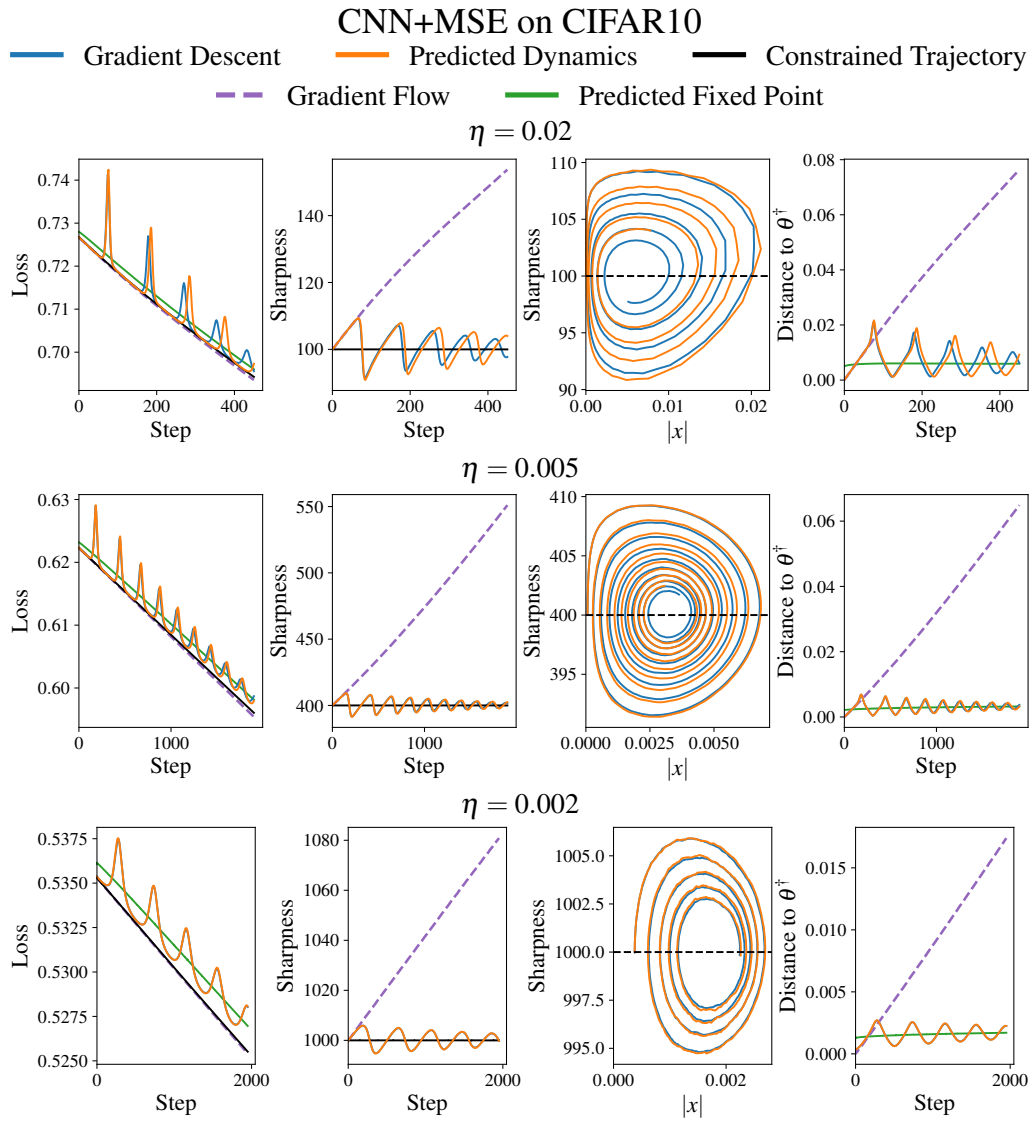 CNN+MSE on CIFAR10
Gradient Descent Predicted Dynamics Constrained Trajectory
Gradient Flow Predicted Fixed Point
η = 0.02
Loss
0.74
0.73
0.72
0.71
0.70
0 200 400
Step
Sharpness
140
120
100
0 200 400
Step
Sharpness
110
105
100
95
90
0.00 0.01 0.02
|x|
Distance to θ†
0.08
0.06
0.04
0.02
0.00
0 200 400
Step
η = 0.005
Loss
0.63
0.62
0.61
0.60
0 1000
Step
Sharpness
550
500
450
400
0 1000
Step
Sharpness
410
405
400
395
0.0000 0.0025 0.0050
|x|
Distance to θ†
0.06
0.04
0.02
0.00
0 1000
Step
η = 0.002
Loss
0.5375
0.5350
0.5325
0.5300
0.5275
0.5250
0 2000
Step
Sharpness
1080
1060
1040
1020
1000
0 2000
Step
Sharpness
1005.0
1002.5
1000.0
997.5
995.0
0.000 0.002
|x|
Distance to θ†
0.015
0.010
0.005
0.000
0 2000
Step